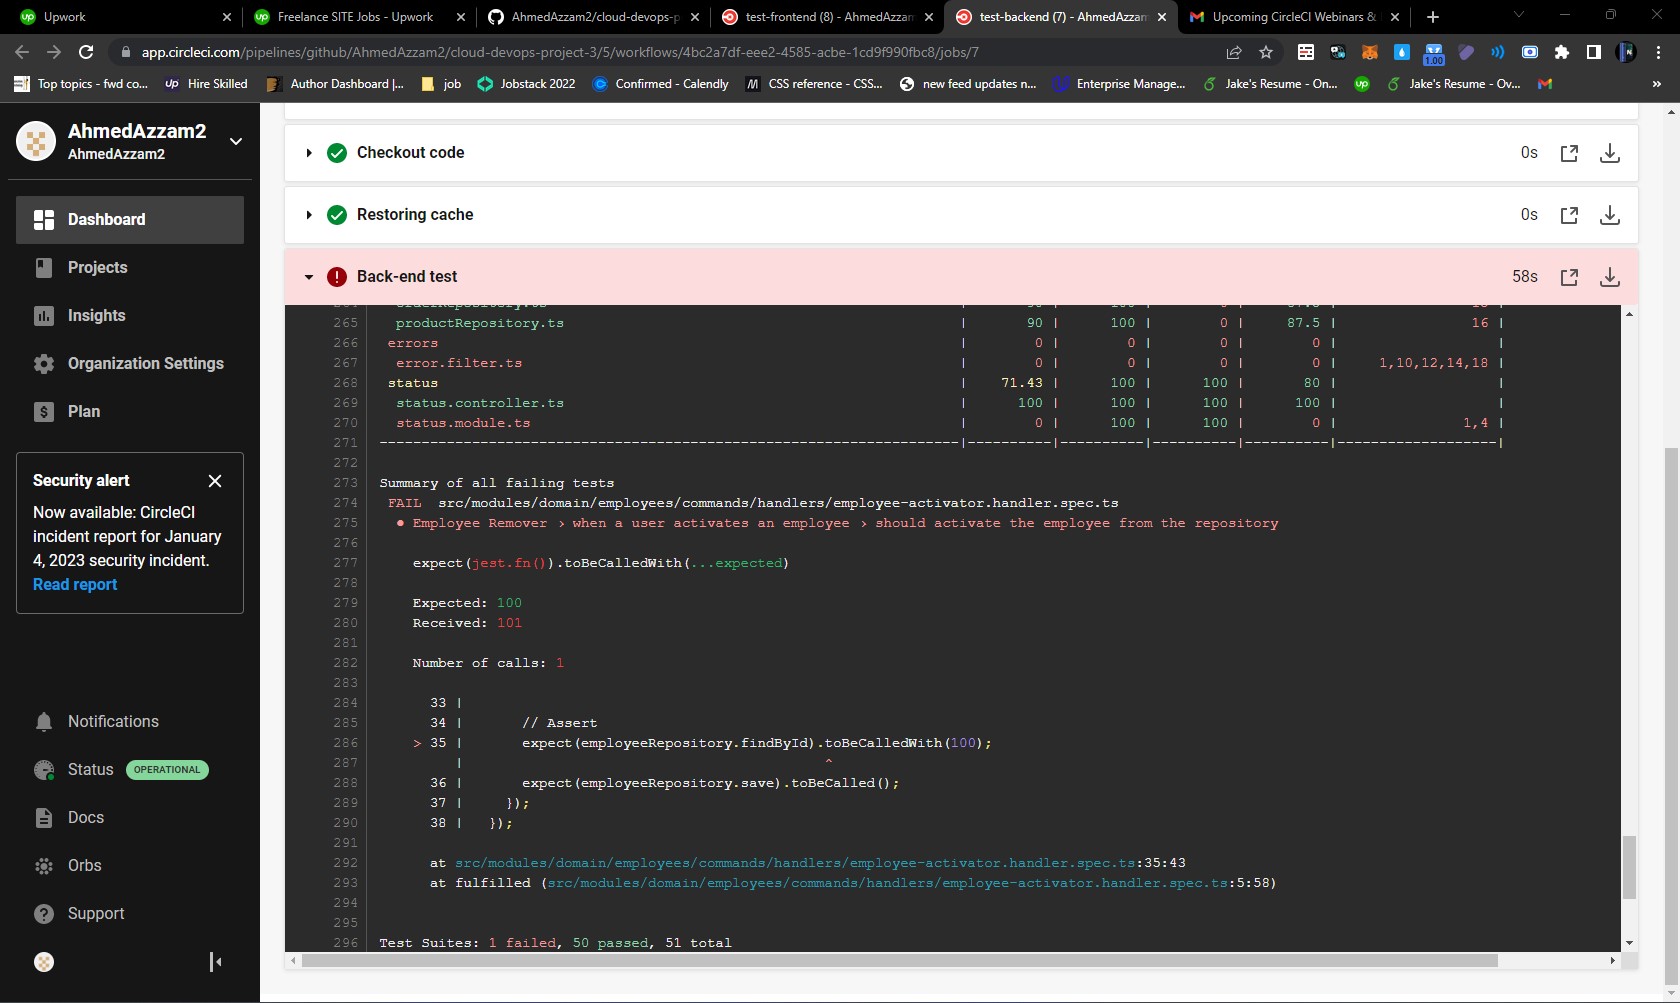 Upwork
Freelance SITE Jobs - Upwork
AhmedAzzam2/cloud-devops-p
test-frontend (8) - AhmedAzzam
test-backend (7) - AhmedAzzam
Upcoming CircleCI Webinars &
app.circleci.com/pipelines/github/AhmedAzzam2/cloud-devops-project-3/5/workflows/4bc2a7df-eee2-4585-acbe-1cd9f990fbc8/jobs/7
1.00
Top topics - fwd co...
Hire Skilled
Author Dashboard |...
job
Jobstack 2022
Confirmed - Calendly
CSS reference - CSS...
new feed updates n...
Enterprise Manage...
Jake's Resume - On...
Jake's Resume - Ov...
AhmedAzzam2
AhmedAzzam2
Dashboard
Projects
Insights
Organization Settings
Plan
Security alert
Now available: CircleCI
incident report for January
4, 2023 security incident.
Read report
Notifications
Status OPERATIONAL
Docs
Orbs
Support
Checkout code 0s
Restoring cache 0s
Back-end test 58s
265 productRepository.ts | 90 | 100 | 0 | 87.5 | 16 |
266 errors | 0 | 0 | 0 | 0 | |
267 error.filter.ts | 0 | 0 | 0 | 0 | 1,10,12,14,18 |
268 status | 71.43 | 100 | 100 | 80 | |
269 status.controller.ts | 100 | 100 | 100 | 100 | |
270 status.module.ts | 0 | 100 | 100 | 0 | 1,4 |
271 ---------------------------------------------------------------------|----------|----------|----------|----------|-------------------|
272
273 Summary of all failing tests
274 FAIL src/modules/domain/employees/commands/handlers/employee-activator.handler.spec.ts
275 ● Employee Remover › when a user activates an employee › should activate the employee from the repository
276
277 expect(jest.fn()).toBeCalledWith(...expected)
278
279 Expected: 100
280 Received: 101
281
282 Number of calls: 1
283
284 33 |
285 34 | // Assert
286 > 35 | expect(employeeRepository.findById).toBeCalledWith(100);
287 | ^
288 36 | expect(employeeRepository.save).toBeCalled();
289 37 | });
290 38 | });
291
292 at src/modules/domain/employees/commands/handlers/employee-activator.handler.spec.ts:35:43
293 at fulfilled (src/modules/domain/employees/commands/handlers/employee-activator.handler.spec.ts:5:58)
294
295
296 Test Suites: 1 failed, 50 passed, 51 total